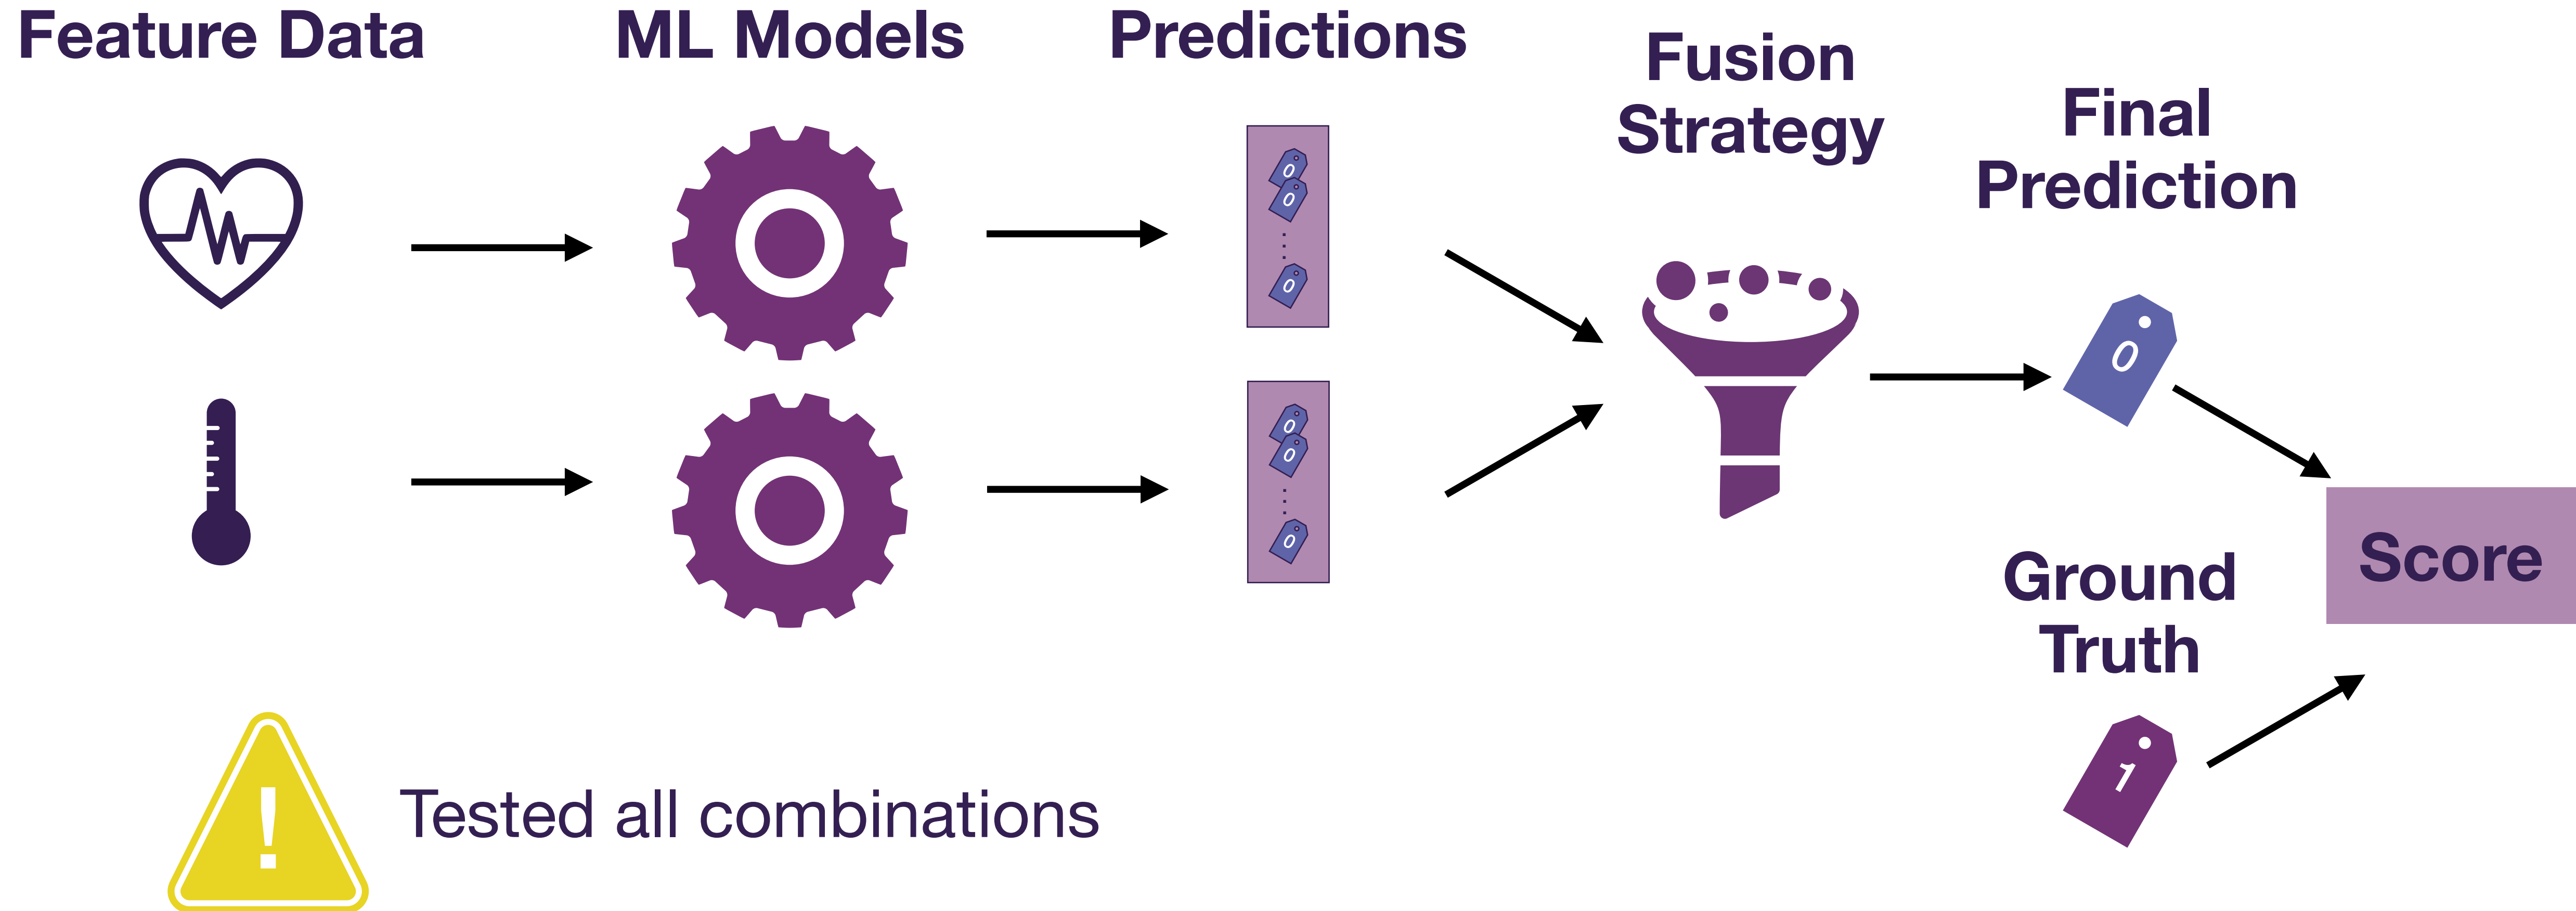 Feature Data
ML Models
Predictions
Fusion
Strategy
Final
Prediction
0
0
0
0
0
0
0
Ground
Truth
Score
1
!
Tested all combinations